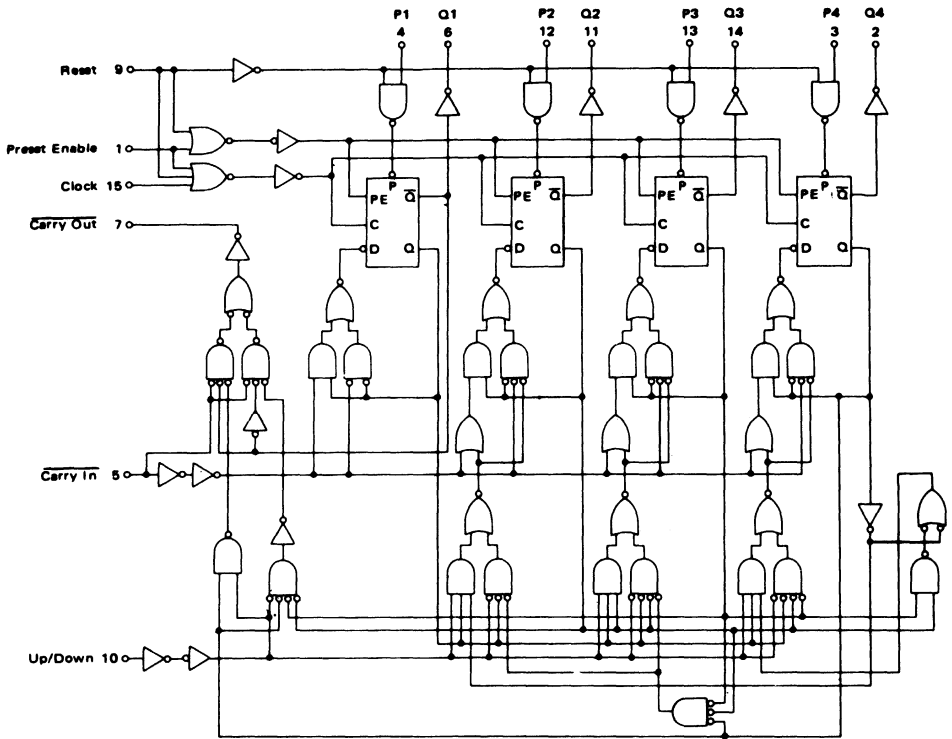 P1 Q1 P2 Q2 P3 Q3 P4 Q4
4 6 12 11 13 14 3 2
Reset 9
Preset Enable 1
Clock 15
Carry Out 7
P P P P
PE Q PE Q PE Q PE Q
C C C C
D Q D Q D Q D Q
Carry In 5
Up/Down 10